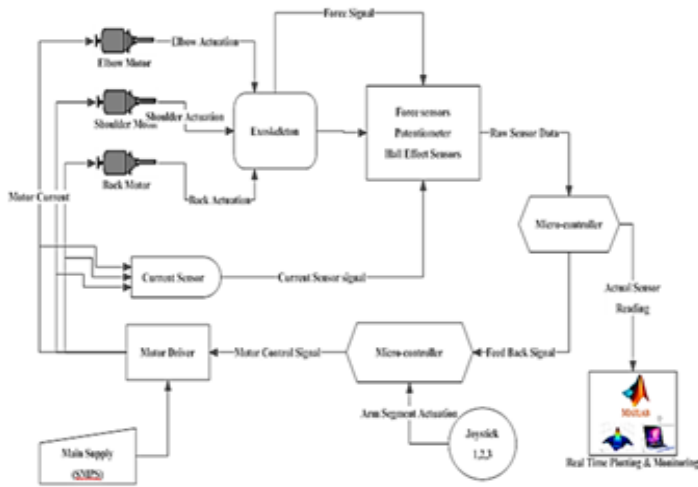 Force Signal
Elbow Actuation
Elbow Motor
Shoulder Actuation
Shoulder Motor
Exoskeleton
Force sensors
Potentiometer
Hall Effect Sensors
Raw Sensor Data
Back Motor
Back Actuation
Motor Current
Micro-controller
Current Sensor
Current Sensor signal
Actual Sensor
Reading
Motor Driver
Motor Control Signal
Micro-controller
Feed Back Signal
MATLAB
Arm Segment Actuation
Joystick
1,2,3
Main Supply
(SMPS)
Real Time Plotting & Monitoring